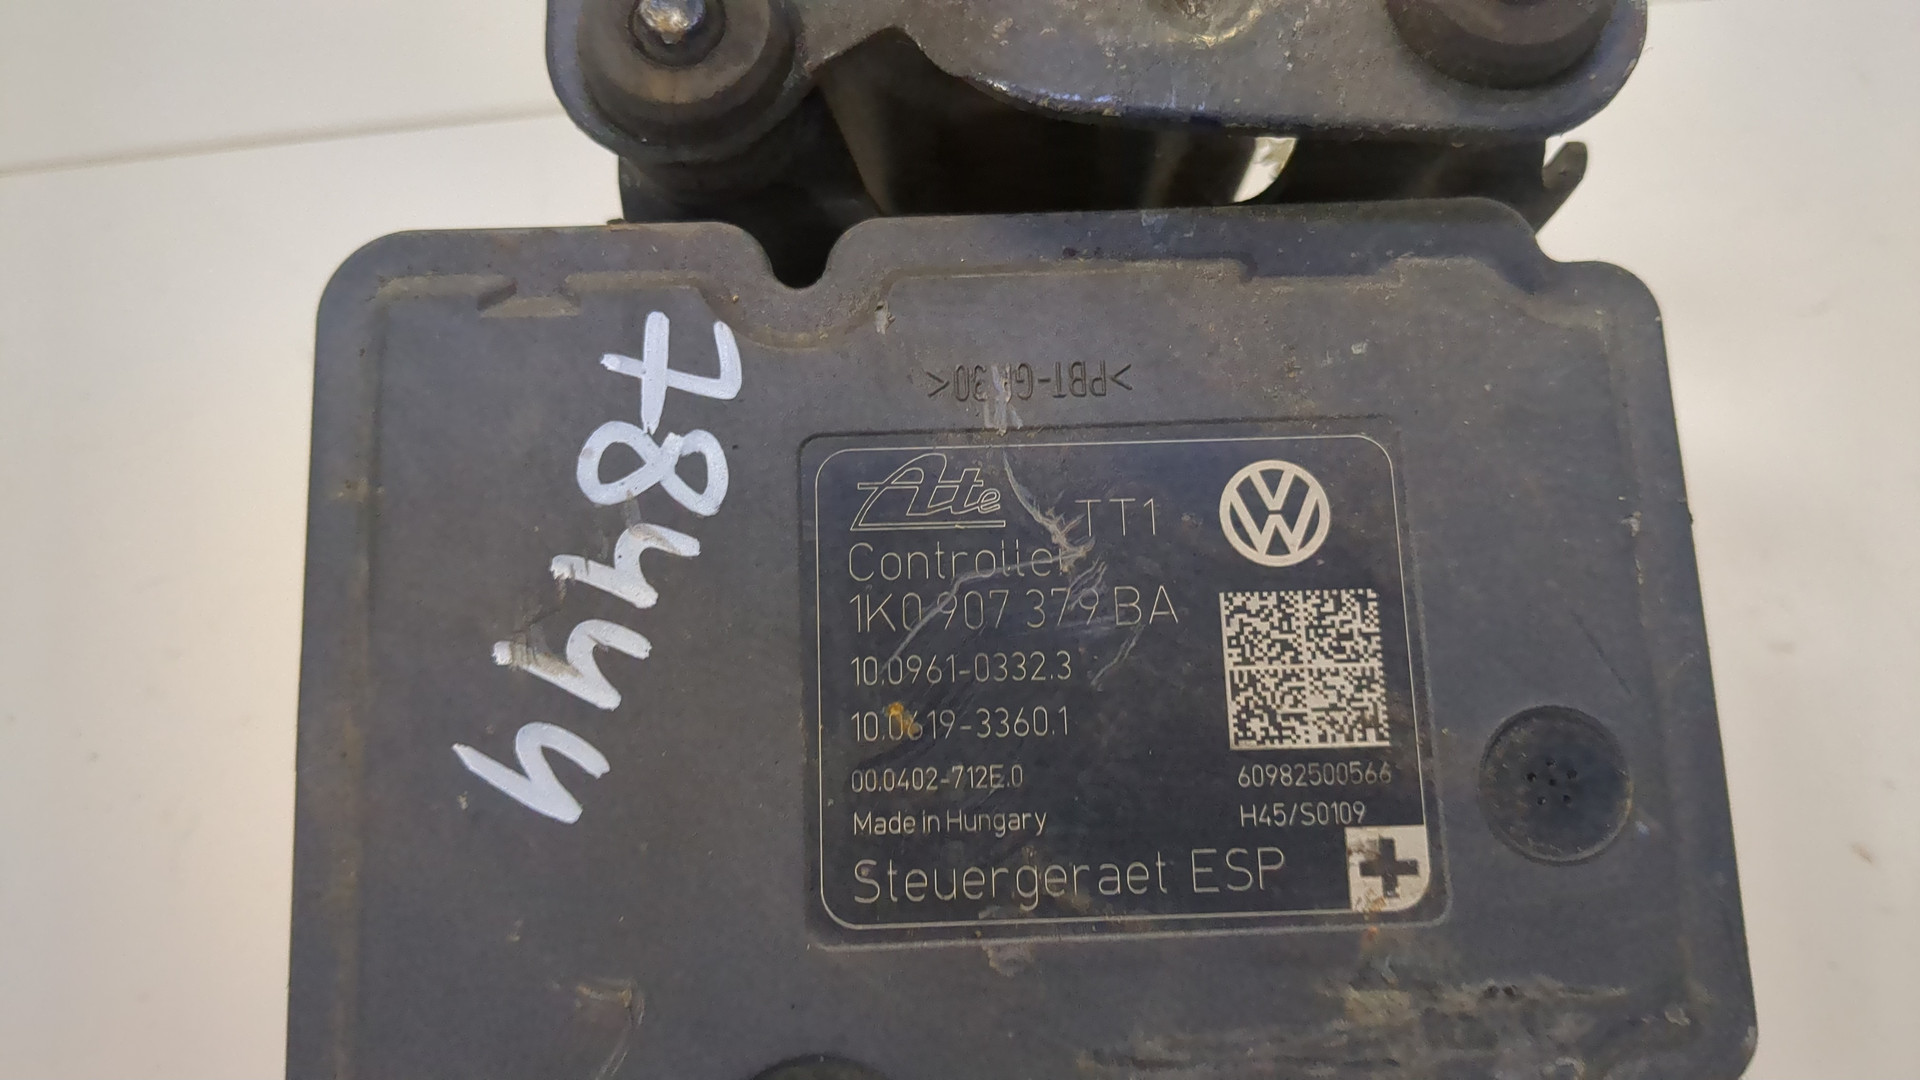 78444
>PBT-GF30<
Ate
TT1
Controller
1K0 907 379 BA
10.0961-0332.3
10.0619-3360.1
00.0402-712E.0
60982500566
Made in Hungary
H45/S0109
Steuergeraet ESP